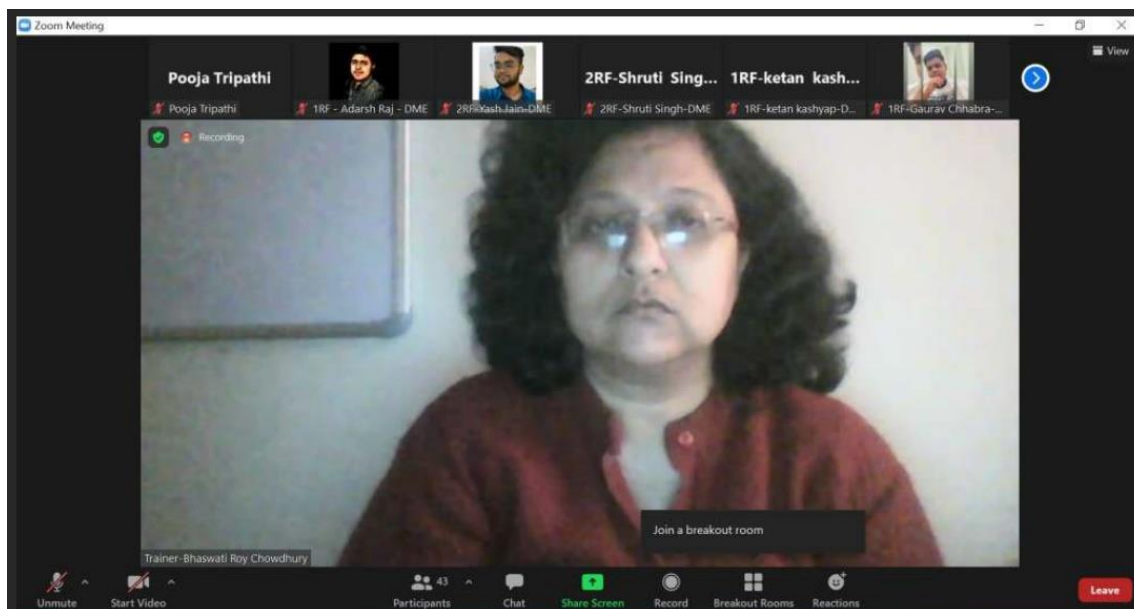 Zoom Meeting
View
Pooja Tripathi
2RF-Shruti Sing...
1RF-ketan kash...
Pooja Tripathi
1RF - Adarsh Raj - DME
2RF-Yash Jain-DME
2RF-Shruti Singh-DME
1RF-ketan kashyap-D...
1RF-Gaurav Chhabra-...
Recording
Join a breakout room
Trainer-Bhaswati Roy Chowdhury
43
Unmute
Start Video
Participants
Chat
Share Screen
Record
Breakout Rooms
Reactions
Leave